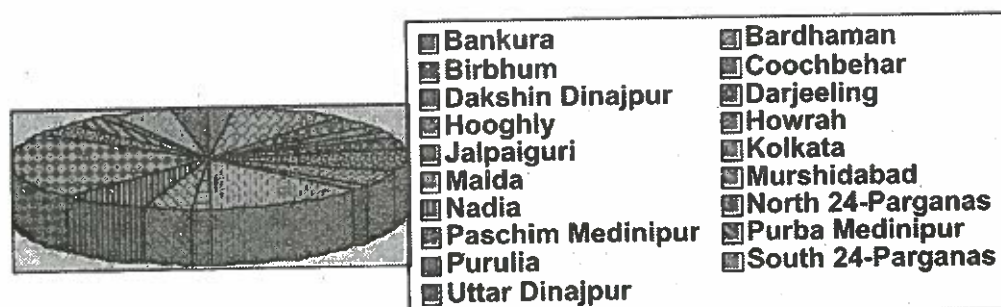 Bankura
Bardhaman
Birbhum
Coochbehar
Dakshin Dinajpur
Darjeeling
Hooghly
Howrah
Jalpaiguri
Kolkata
Malda
Murshidabad
Nadia
North 24-Parganas
Paschim Medinipur
Purba Medinipur
Purulia
South 24-Parganas
Uttar Dinajpur